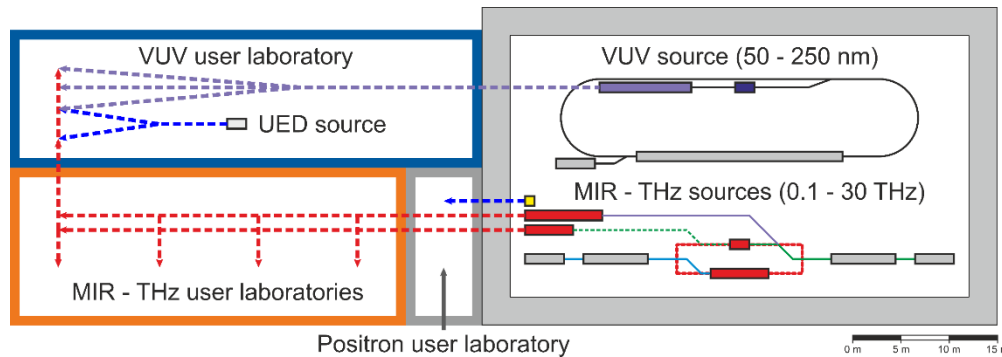 VUV user laboratory
VUV source (50 - 250 nm)
UED source
MIR - THz sources (0.1 - 30 THz)
MIR - THz user laboratories
Positron user laboratory
0 m 5 m 10 m 15 m